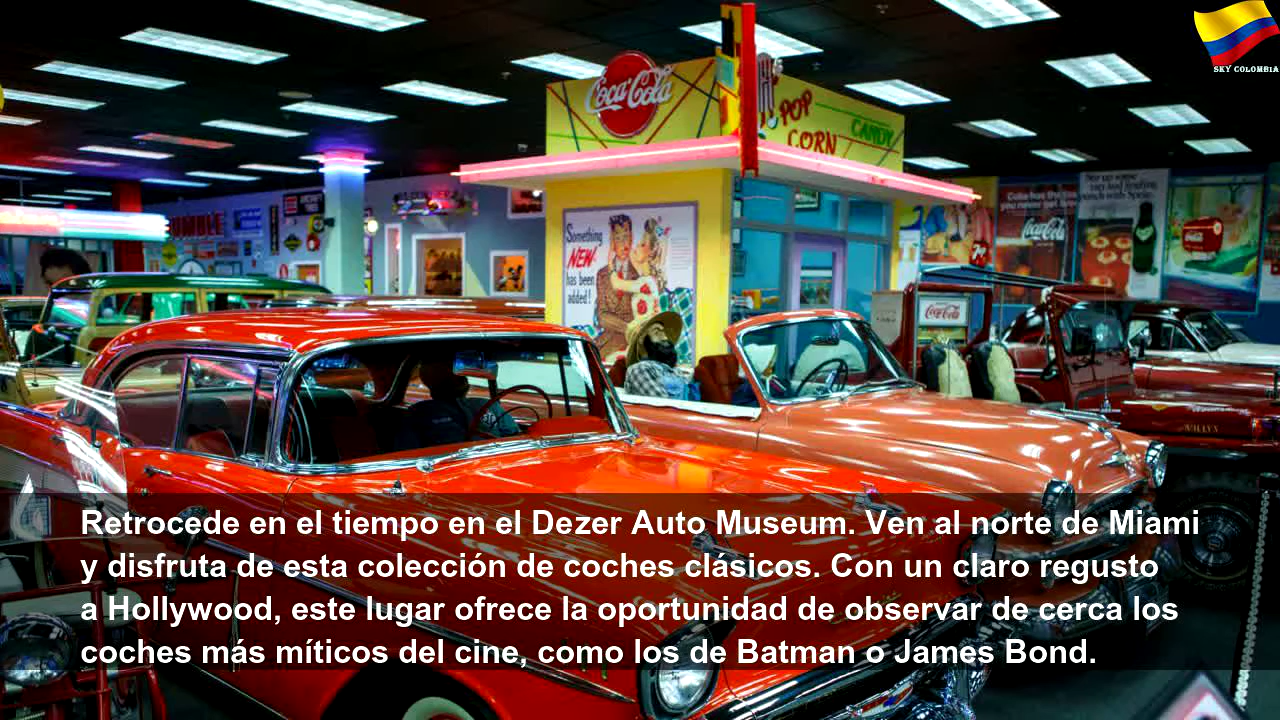 SKY COLOMBIA
Coca-Cola
POP
CORN
CANDY
Something
NEW
has been
added!
Coca-Cola
Coca-Cola
WILLYS
Retrocede en el tiempo en el Dezer Auto Museum. Ven al norte de Miami
y disfruta de esta colección de coches clásicos. Con un claro regusto
a Hollywood, este lugar ofrece la oportunidad de observar de cerca los
coches más míticos del cine, como los de Batman o James Bond.